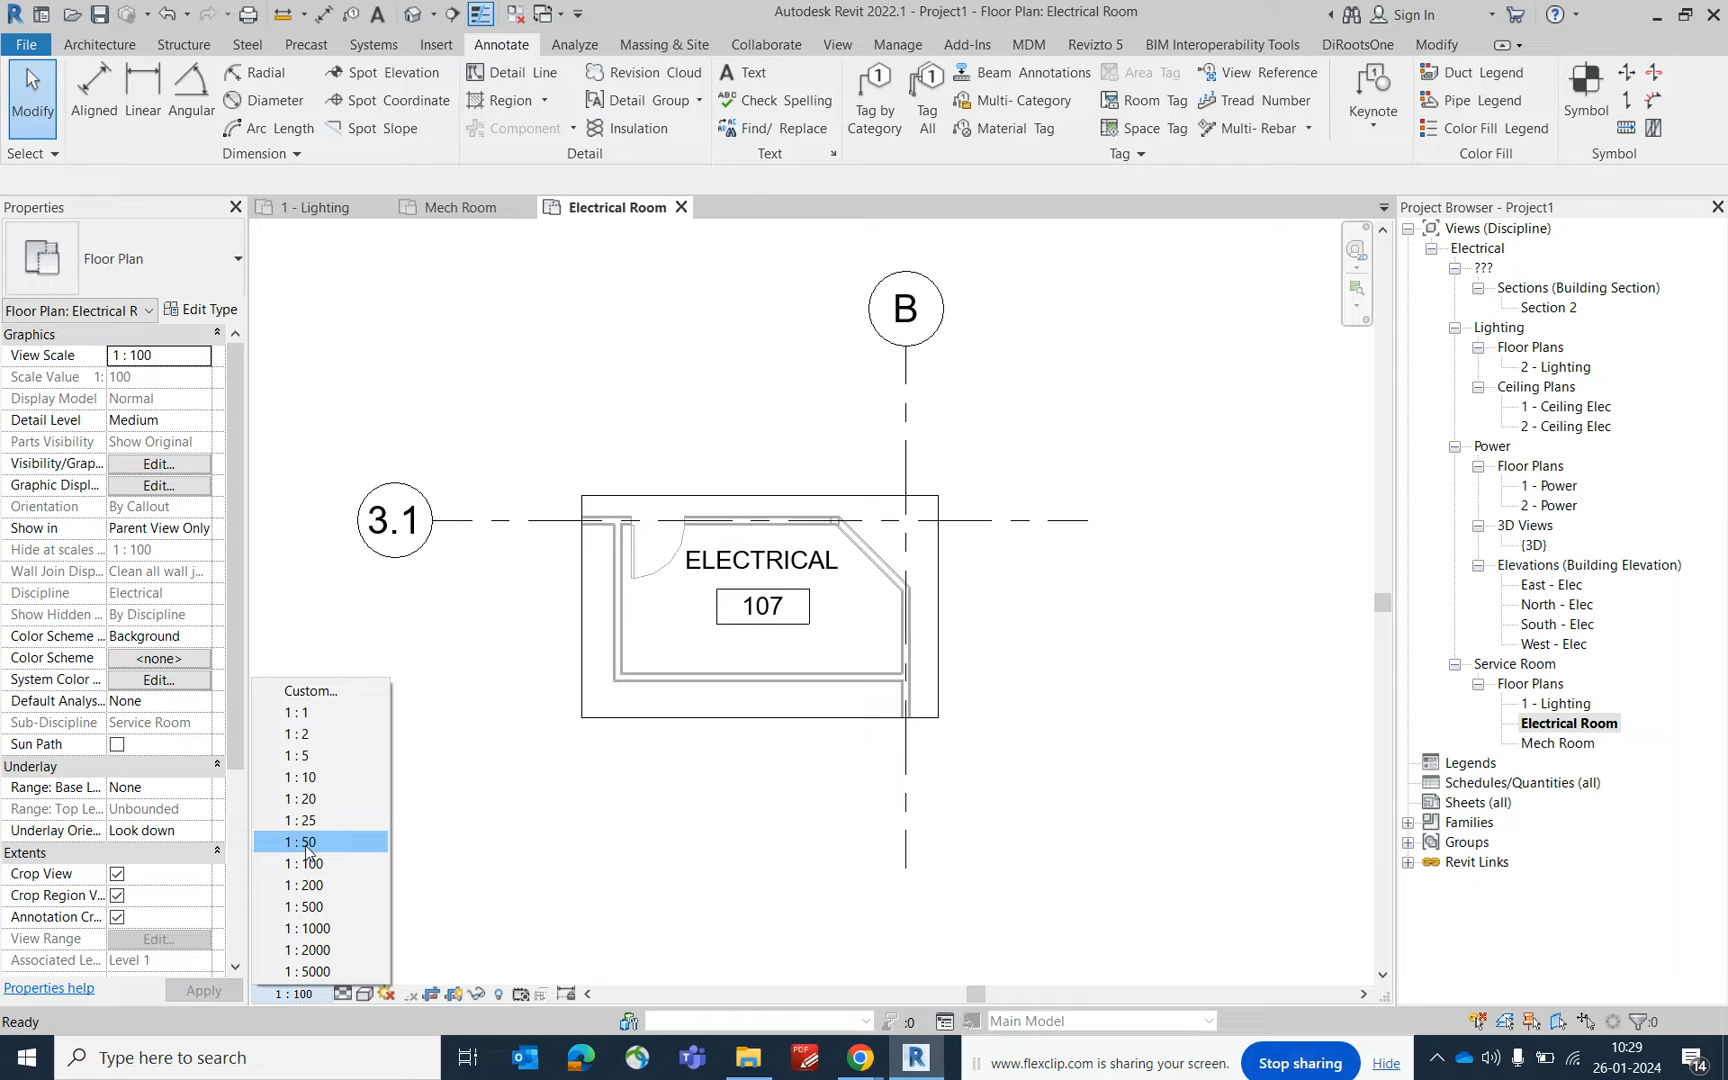 Autodesk Revit 2022.1 - Project1 - Floor Plan: Electrical Room
Sign In
File Architecture Structure Steel Precast Systems Insert Annotate Analyze Massing & Site Collaborate View Manage Add-Ins MDM Revizto 5 BIM Interoperability Tools DiRootsOne Modify
Modify
Select
Aligned
Linear
Angular
Radial
Diameter
Arc Length
Spot Elevation
Spot Coordinate
Spot Slope
Dimension
Detail Line
Region
Component
Revision Cloud
Detail Group
Insulation
Detail
Text
Check Spelling
Find/ Replace
Text
Tag by
Category
Tag
All
Beam Annotations
Multi- Category
Material Tag
Area Tag
Room Tag
Space Tag
View Reference
Tread Number
Multi- Rebar
Tag
Keynote
Duct Legend
Pipe Legend
Color Fill Legend
Color Fill
Symbol
Symbol
Properties
Floor Plan
Floor Plan: Electrical R
Edit Type
Graphics
View Scale 1 : 100
Scale Value 1: 100
Display Model Normal
Detail Level Medium
Parts Visibility Show Original
Visibility/Grap... Edit...
Graphic Displ... Edit...
Orientation By Callout
Show in Parent View Only
Hide at scales ... 1 : 100
Wall Join Disp... Clean all wall j...
Discipline Electrical
Show Hidden ... By Discipline
Color Scheme ... Background
Color Scheme <none>
System Color ... Edit...
Default Analys... None
Sub-Discipline Service Room
Sun Path
Underlay
Range: Base L... None
Range: Top Le... Unbounded
Underlay Orie... Look down
Extents
Crop View
Crop Region V...
Annotation Cr...
View Range Edit...
Associated Le... Level 1
Properties help
Apply
1 - Lighting
Mech Room
Electrical Room
B
3.1
ELECTRICAL
107
Custom...
1 : 1
1 : 2
1 : 5
1 : 10
1 : 20
1 : 25
1 : 50
1 : 100
1 : 200
1 : 500
1 : 1000
1 : 2000
1 : 5000
1 : 100
Project Browser - Project1
Views (Discipline)
Electrical
???
Sections (Building Section)
Section 2
Lighting
Floor Plans
2 - Lighting
Ceiling Plans
1 - Ceiling Elec
2 - Ceiling Elec
Power
Floor Plans
1 - Power
2 - Power
3D Views
{3D}
Elevations (Building Elevation)
East - Elec
North - Elec
South - Elec
West - Elec
Service Room
Floor Plans
1 - Lighting
Electrical Room
Mech Room
Legends
Schedules/Quantities (all)
Sheets (all)
Families
Groups
Revit Links
Ready
:0
Main Model
:0
Type here to search
www.flexclip.com is sharing your screen.
Stop sharing
Hide
10:29
26-01-2024
14